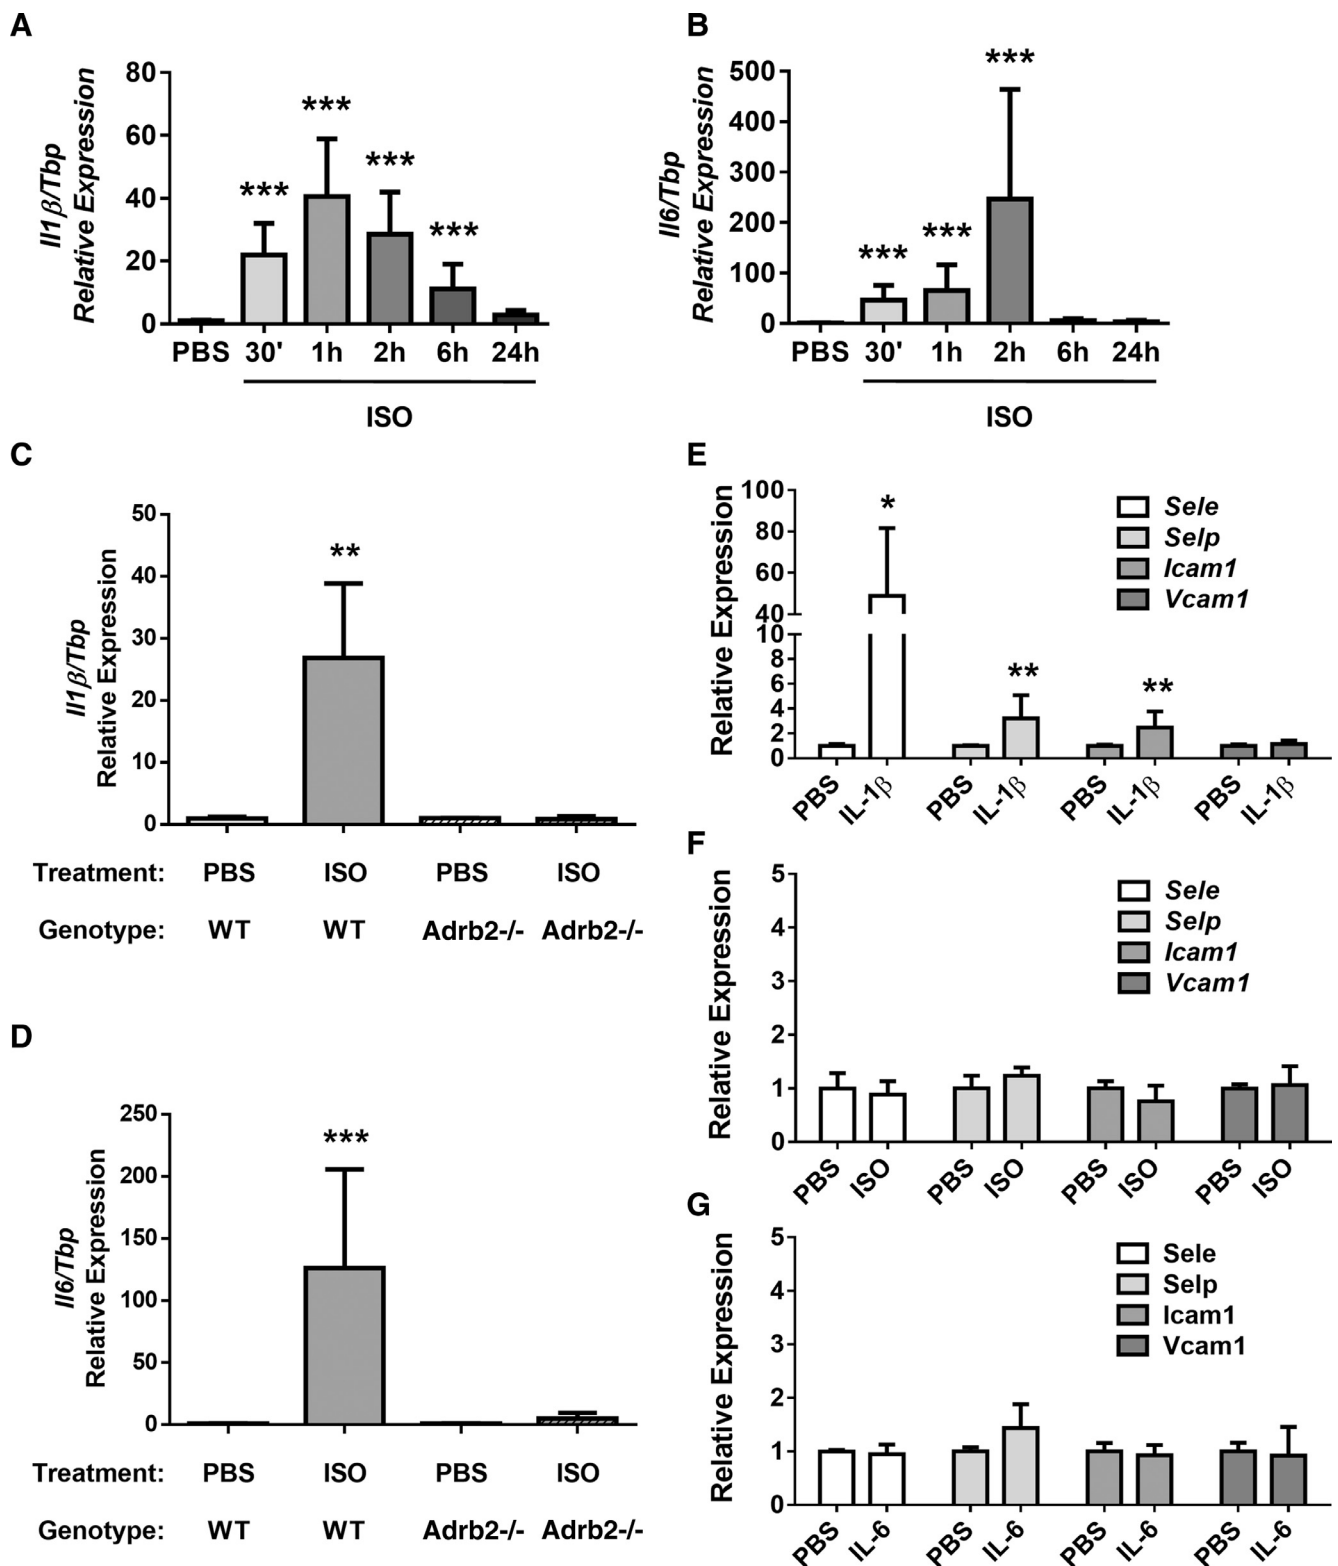 A
Il1β/Tbp
Relative Expression
80
60
40
20
0
***
***
***
***
PBS 30' 1h 2h 6h 24h
ISO
B
Il6/Tbp
Relative Expression
500
400
300
200
100
0
***
***
***
PBS 30' 1h 2h 6h 24h
ISO
C
Il1β/Tbp
Relative Expression
50
40
30
20
10
0
**
Treatment: PBS ISO PBS ISO
Genotype: WT WT Adrb2-/- Adrb2-/-
D
Il6/Tbp
Relative Expression
250
200
150
100
50
0
***
Treatment: PBS ISO PBS ISO
Genotype: WT WT Adrb2-/- Adrb2-/-
E
Relative Expression
100
80
60
40
10
8
6
4
2
0
*
**
**
Sele
Selp
Icam1
Vcam1
PBS IL-1β PBS IL-1β PBS IL-1β PBS IL-1β
F
Relative Expression
5
4
3
2
1
0
Sele
Selp
Icam1
Vcam1
PBS ISO PBS ISO PBS ISO PBS ISO
G
Relative Expression
5
4
3
2
1
0
Sele
Selp
Icam1
Vcam1
PBS IL-6 PBS IL-6 PBS IL-6 PBS IL-6